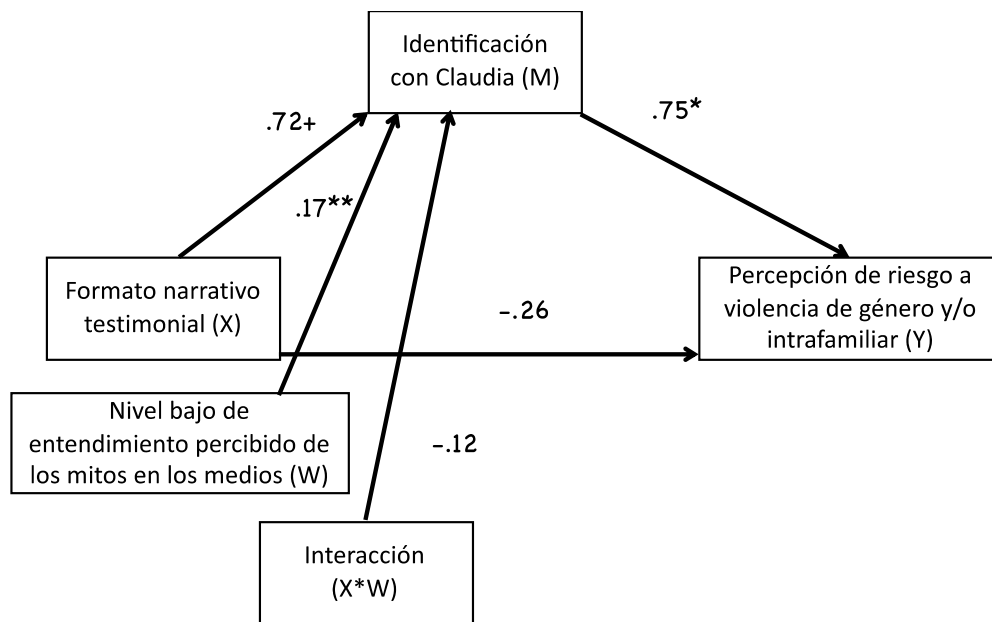 Identificación
con Claudia (M)
.72+
.75*
.17**
Formato narrativo
testimonial (X)
-.26
Percepción de riesgo a
violencia de género y/o
intrafamiliar (Y)
Nivel bajo de
entendimiento percibido de
los mitos en los medios (W)
-.12
Interacción
(X*W)